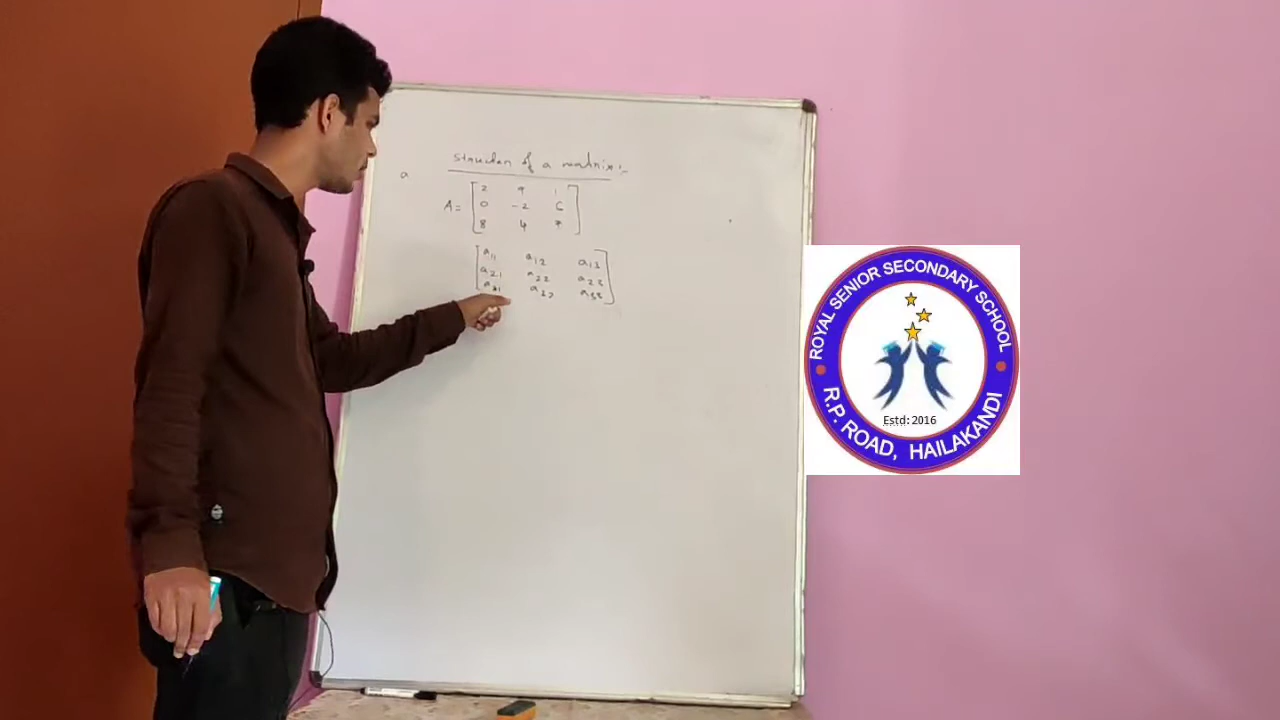 a
Structure of a matrix:-
A = [ 2 9 1
0 -2 6
8 4 7 ]
[ a11 a12 a13
a21 a22 a23
a31 a32 a33 ]
ROYAL SENIOR SECONDARY SCHOOL
Estd: 2016
R.P. ROAD, HAILAKANDI